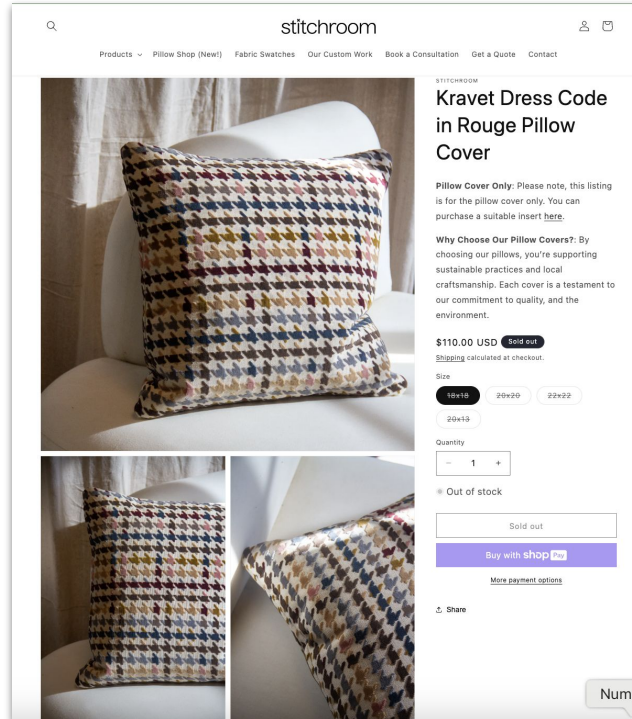 stitchroom
Products Pillow Shop (New!) Fabric Swatches Our Custom Work Book a Consultation Get a Quote Contact
STITCHROOM
Kravet Dress Code
in Rouge Pillow
Cover
Pillow Cover Only: Please note, this listing
is for the pillow cover only. You can
purchase a suitable insert here.
Why Choose Our Pillow Covers?: By
choosing our pillows, you're supporting
sustainable practices and local
craftsmanship. Each cover is a testament to
our commitment to quality, and the
environment.
$110.00 USD Sold out
Shipping calculated at checkout.
Size
18x18 20x20 22x22
20x13
Quantity
− 1 +
Out of stock
Sold out
Buy with shop Pay
More payment options
Share
Num